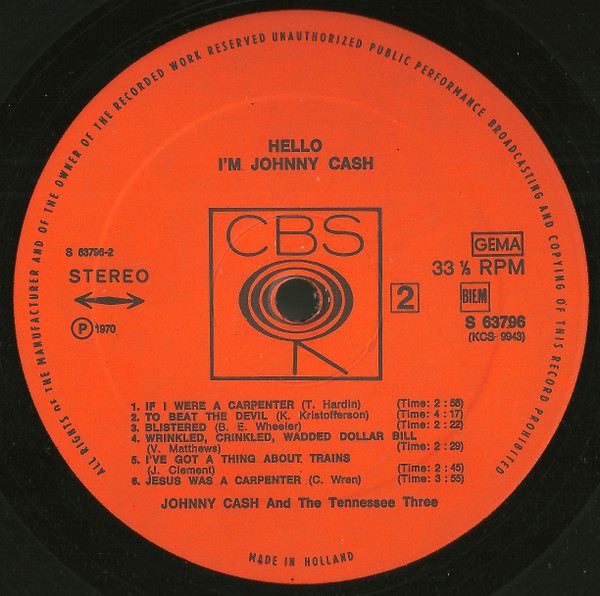 ALL RIGHTS OF THE MANUFACTURER AND OF THE OWNER OF THE RECORDED WORK RESERVED UNAUTHORIZED PUBLIC PERFORMANCE BROADCASTING AND COPYING OF THIS RECORD PROHIBITED
HELLO
I'M JOHNNY CASH
CBS
S 63796-2
STEREO
Ⓟ 1970
GEMA
33 ⅓ RPM
2
BIEM
S 63796
(KCS 9943)
1. IF I WERE A CARPENTER (T. Hardin) (Time: 2 : 58)
2. TO BEAT THE DEVIL (K. Kristofferson) (Time: 4 : 17)
3. BLISTERED (B. E. Wheeler) (Time: 2 : 22)
4. WRINKLED, CRINKLED, WADDED DOLLAR BILL
(V. Matthews) (Time: 2 : 29)
5. I'VE GOT A THING ABOUT TRAINS
(J. Clement) (Time: 2 : 45)
6. JESUS WAS A CARPENTER (C. Wren) (Time: 3 : 55)
JOHNNY CASH And The Tennessee Three
MADE IN HOLLAND